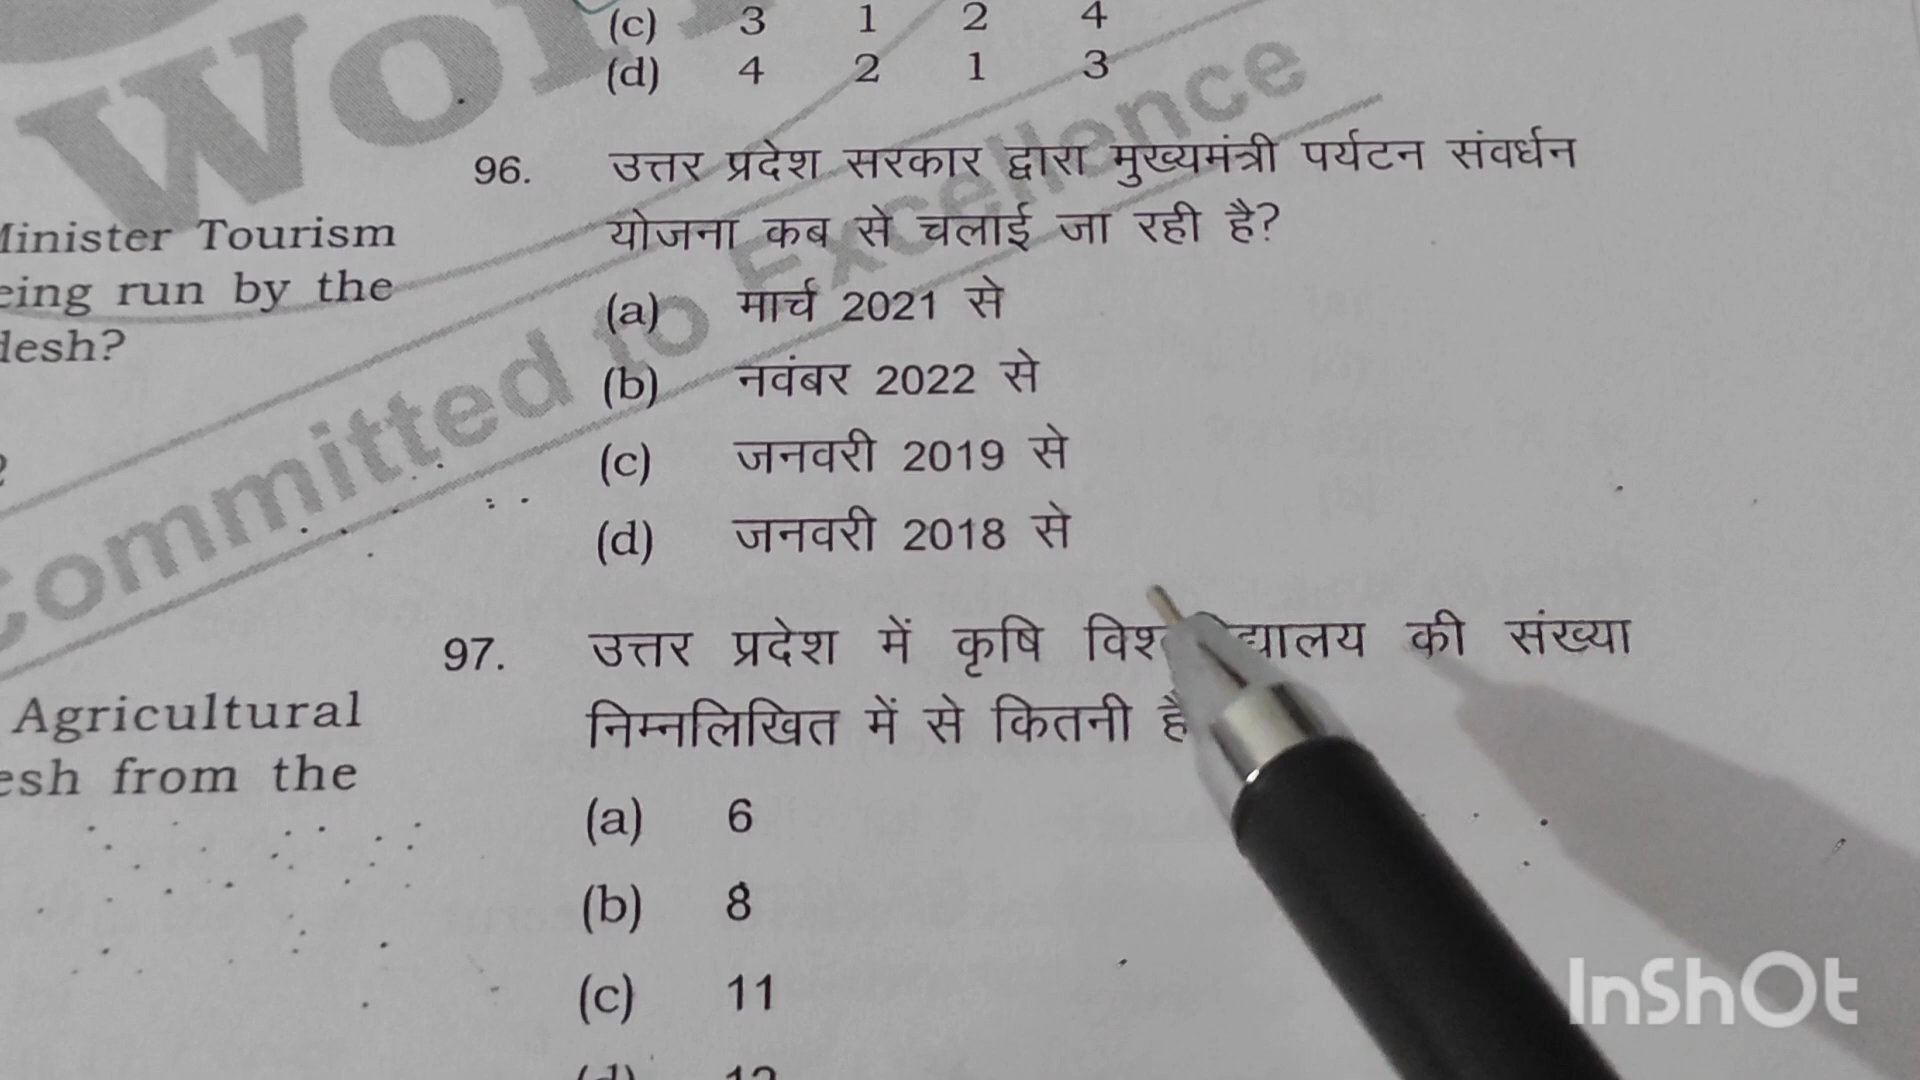 (c) 3 1 2 4
(d) 4 2 1 3
Committed to Excellence
96. उत्तर प्रदेश सरकार द्वारा मुख्यमंत्री पर्यटन संवर्धन
योजना कब से चलाई जा रही है?
(a) मार्च 2021 से
(b) नवंबर 2022 से
(c) जनवरी 2019 से
(d) जनवरी 2018 से
Minister Tourism
eing run by the
desh?
97. उत्तर प्रदेश में कृषि की संख्या
निम्नलिखित में से कितनी है
(a) 6
(b) 8
(c) 11
Agricultural
esh from the
InShOt